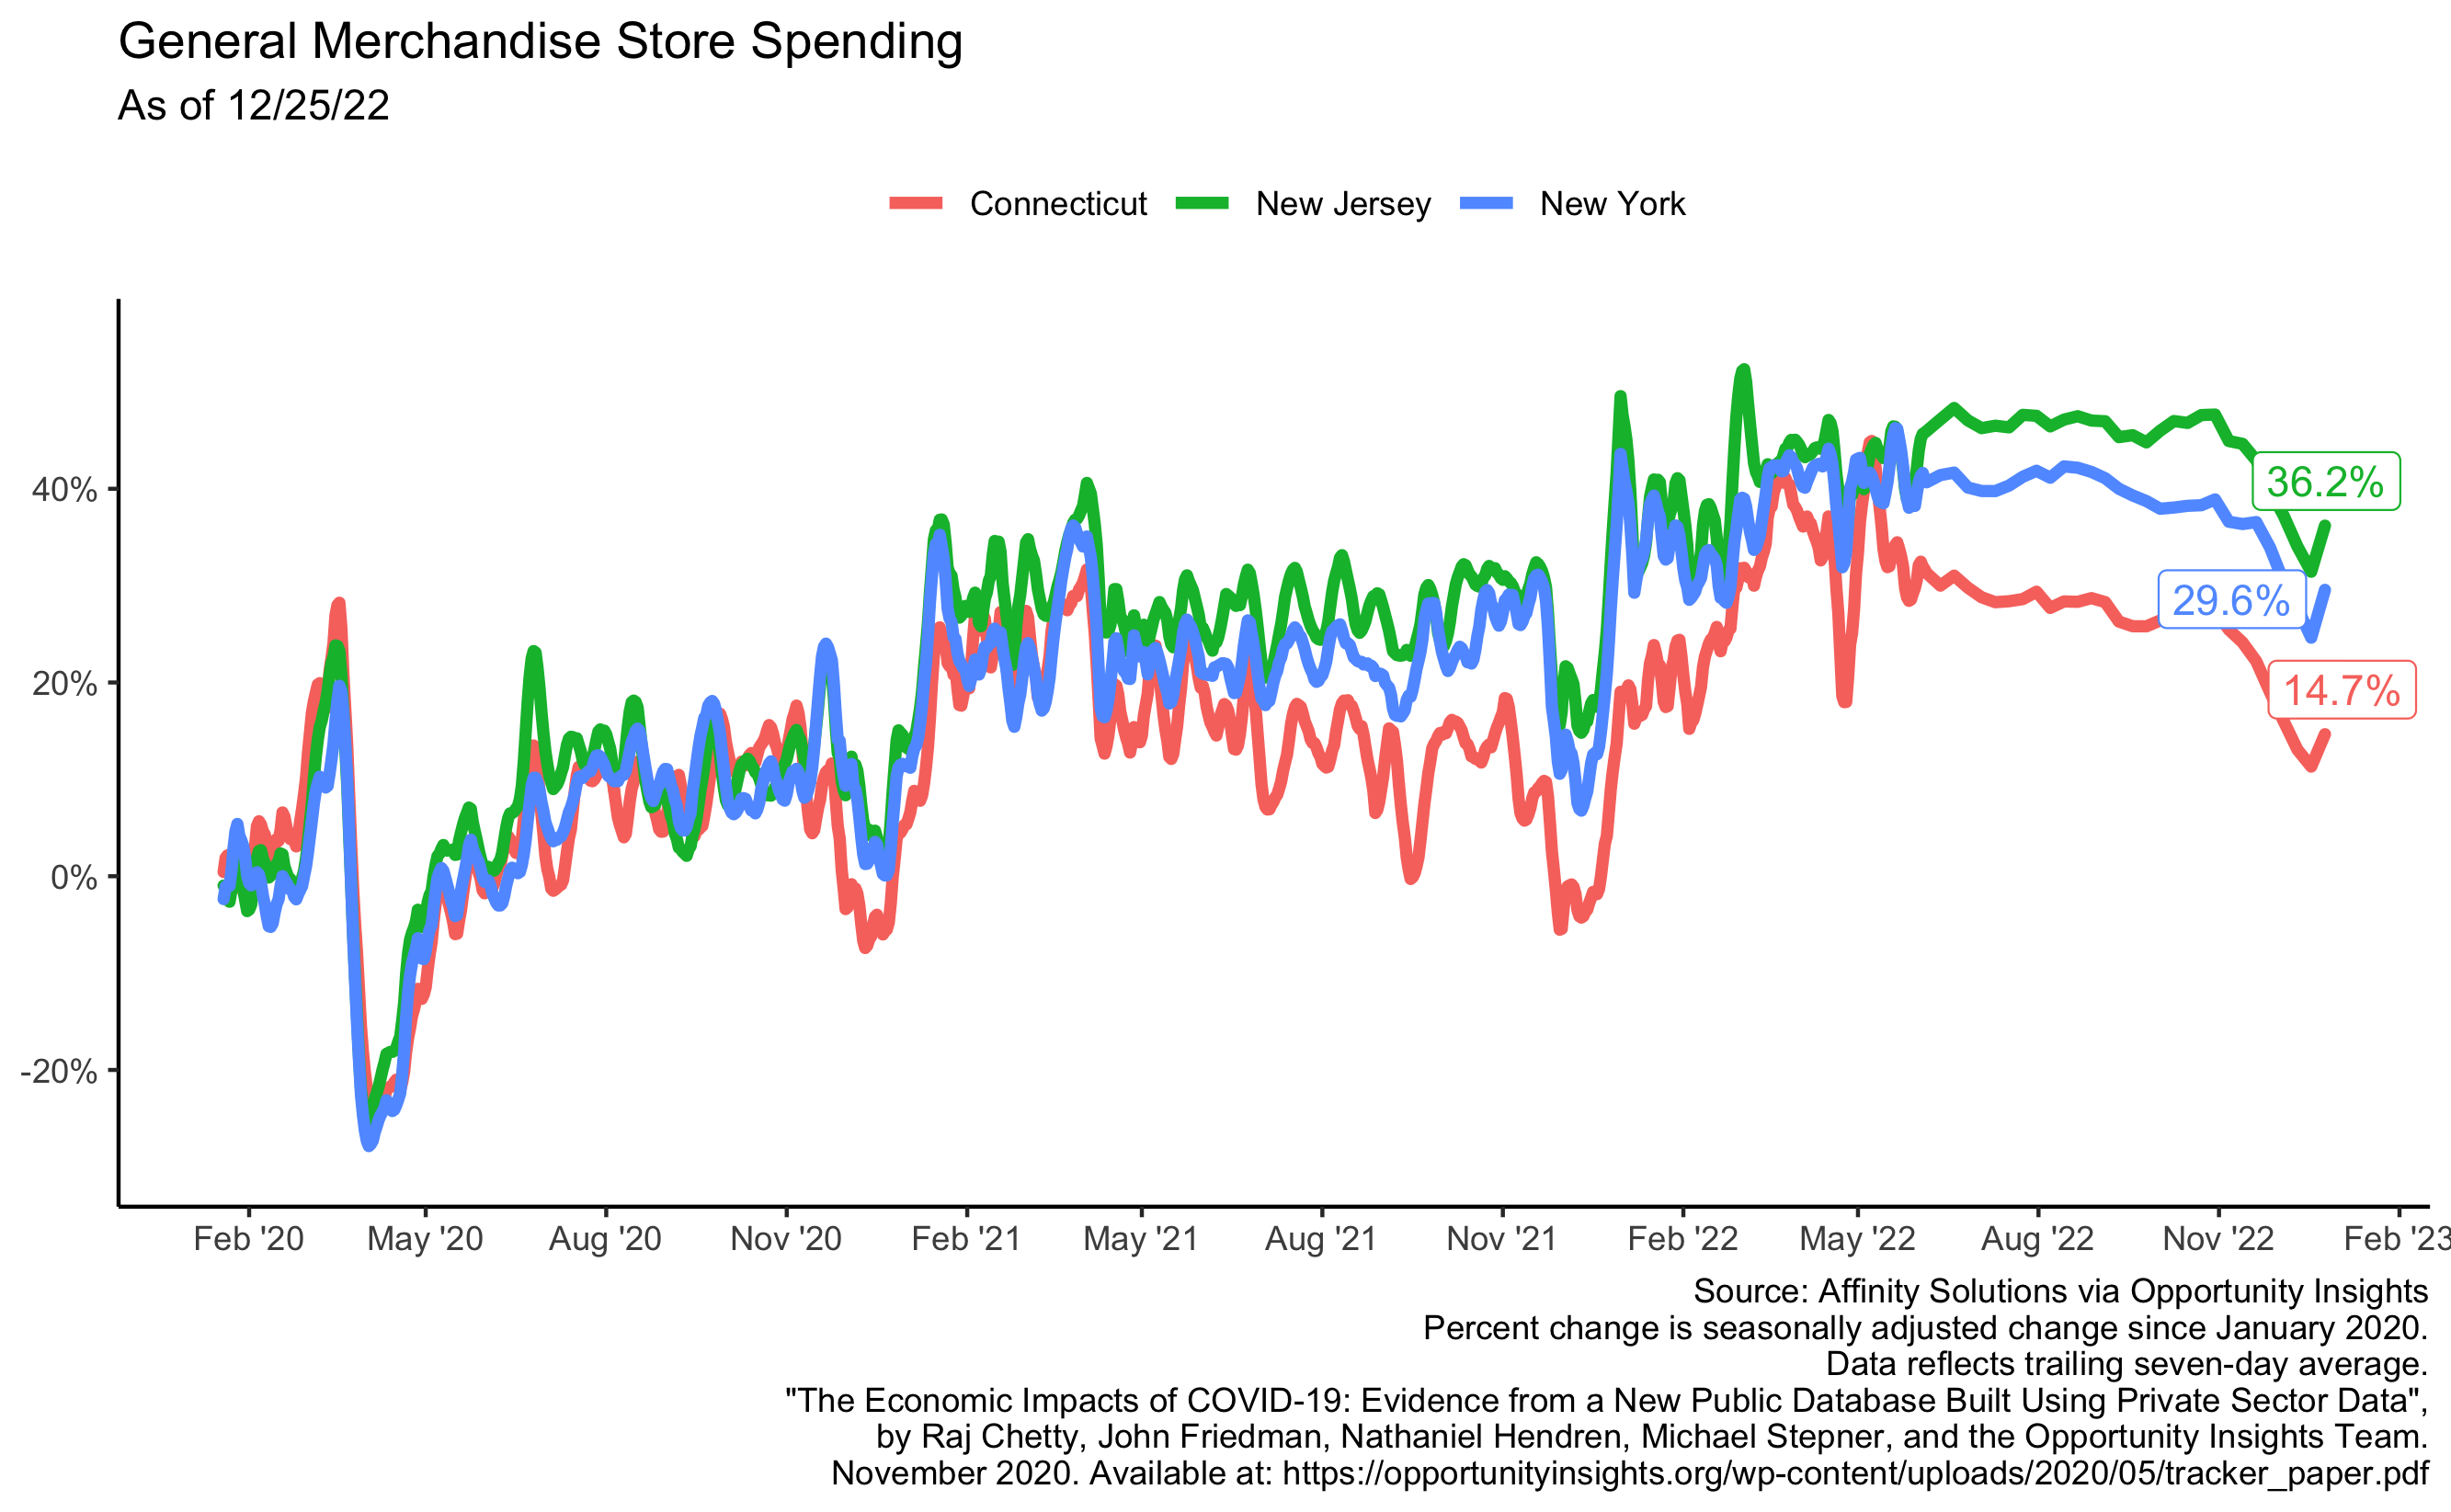 General Merchandise Store Spending
As of 12/25/22
Connecticut New Jersey New York
40%
20%
0%
-20%
36.2%
29.6%
14.7%
Feb '20 May '20 Aug '20 Nov '20 Feb '21 May '21 Aug '21 Nov '21 Feb '22 May '22 Aug '22 Nov '22 Feb '23
Source: Affinity Solutions via Opportunity Insights
Percent change is seasonally adjusted change since January 2020.
Data reflects trailing seven-day average.
"The Economic Impacts of COVID-19: Evidence from a New Public Database Built Using Private Sector Data",
by Raj Chetty, John Friedman, Nathaniel Hendren, Michael Stepner, and the Opportunity Insights Team.
November 2020. Available at: https://opportunityinsights.org/wp-content/uploads/2020/05/tracker_paper.pdf